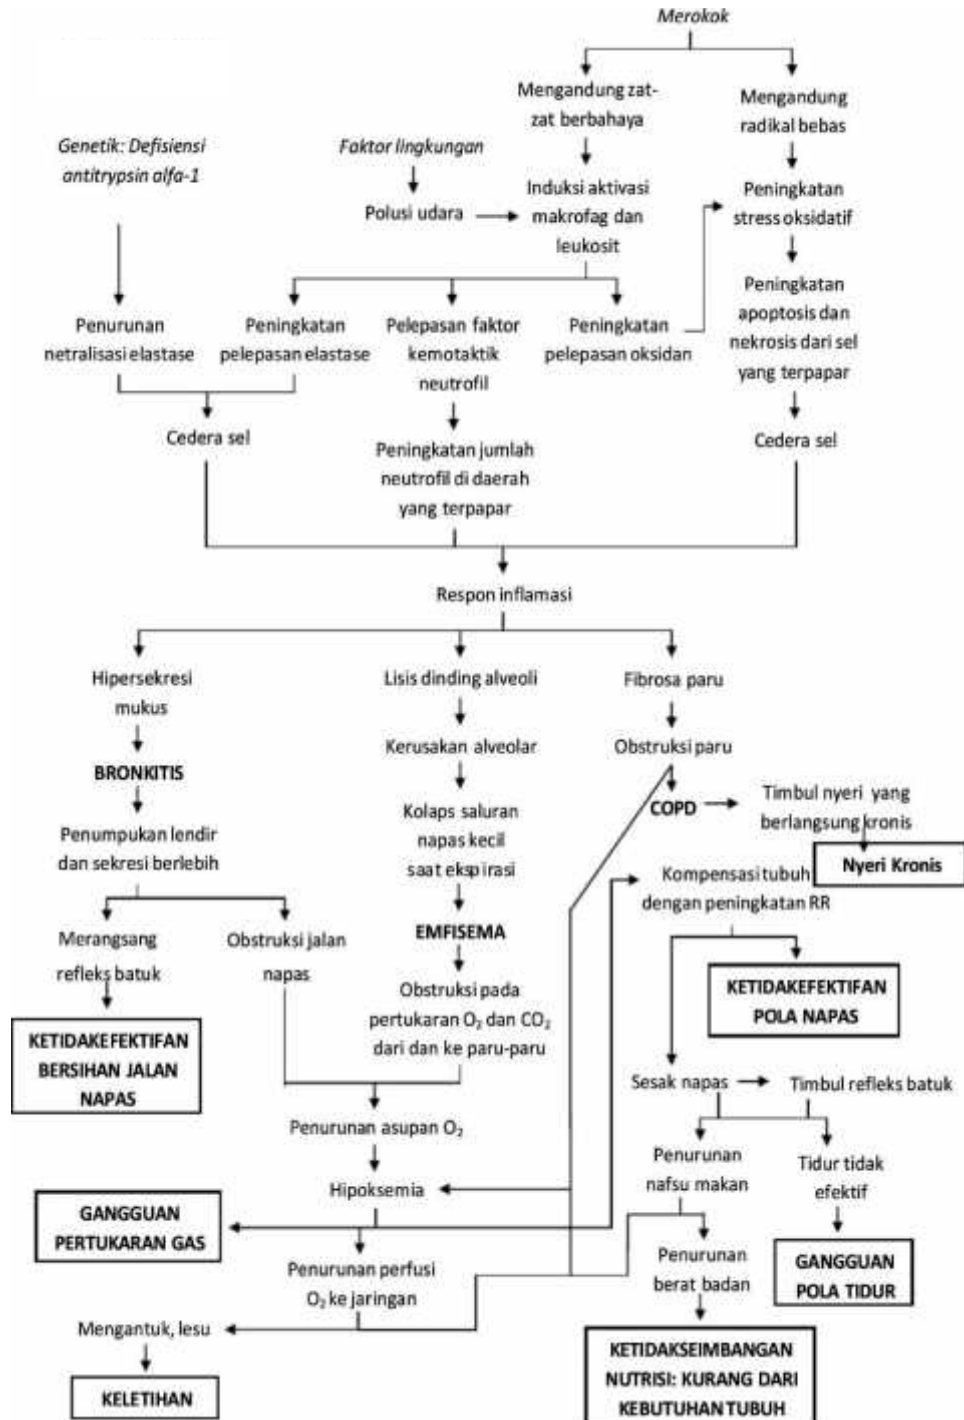 Merokok
Mengandung zat-
zat berbahaya
Mengandung
radikal bebas
Genetik: Defisiensi
antitrypsin alfa-1
Faktor lingkungan
Polusi udara
Induksi aktivasi
makrofag dan
leukosit
Peningkatan
stress oksidatif
Penurunan
netralisasi elastase
Peningkatan
pelepasan elastase
Pelepasan faktor
kemotaktik
neutrofil
Peningkatan
pelepasan oksidan
Peningkatan
apoptosis dan
nekrosis dari sel
yang terpapar
Cedera sel
Peningkatan jumlah
neutrofil di daerah
yang terpapar
Cedera sel
Respon inflamasi
Hipersekresi
mukus
Lisis dinding alveoli
Fibrosa paru
BRONKITIS
Kerusakan alveolar
Obstruksi paru
Penumpukan lendir
dan sekresi berlebih
Kolaps saluran
napas kecil
saat ekspirasi
COPD
Timbul nyeri yang
berlangsung kronis
Nyeri Kronis
Kompensasi tubuh
dengan peningkatan RR
Merangsang
refleks batuk
Obstruksi jalan
napas
EMFISEMA
KETIDAKEFEKTIFAN
POLA NAPAS
KETIDAKEFEKTIFAN
BERSIHAN JALAN
NAPAS
Obstruksi pada
pertukaran O₂ dan CO₂
dari dan ke paru-paru
Sesak napas
Timbul refleks batuk
Penurunan asupan O₂
Penurunan
nafsu makan
Tidur tidak
efektif
Hipoksemia
GANGGUAN
PERTUKARAN GAS
Penurunan perfusi
O₂ ke jaringan
Penurunan
berat badan
GANGGUAN
POLA TIDUR
Mengantuk, lesu
KELETIHAN
KETIDAKSEIMBANGAN
NUTRISI: KURANG DARI
KEBUTUHAN TUBUH